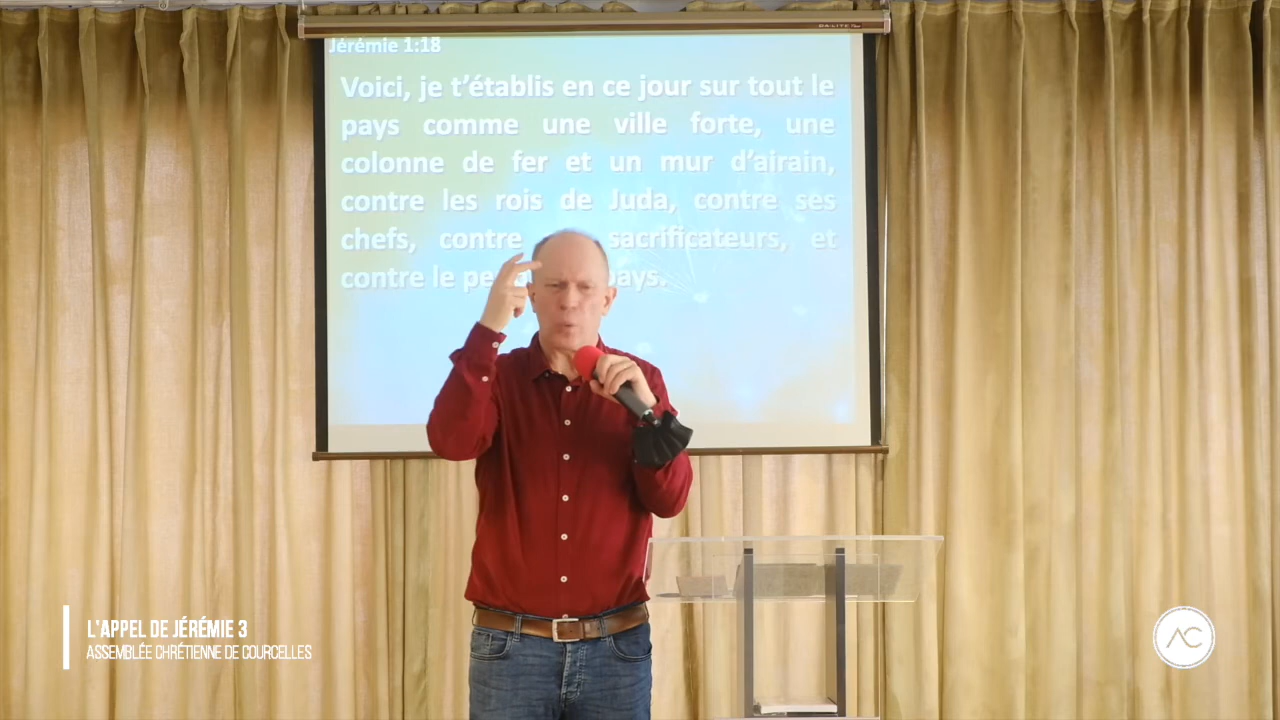 DA-LITE
Jérémie 1:18
Voici, je t’établis en ce jour sur tout le
pays comme une ville forte, une
colonne de fer et un mur d’airain,
contre les rois de Juda, contre ses
chefs, contre sacrificateurs, et
contre le pays.
L'APPEL DE JÉRÉMIE 3
ASSEMBLÉE CHRÉTIENNE DE COURCELLES
AC